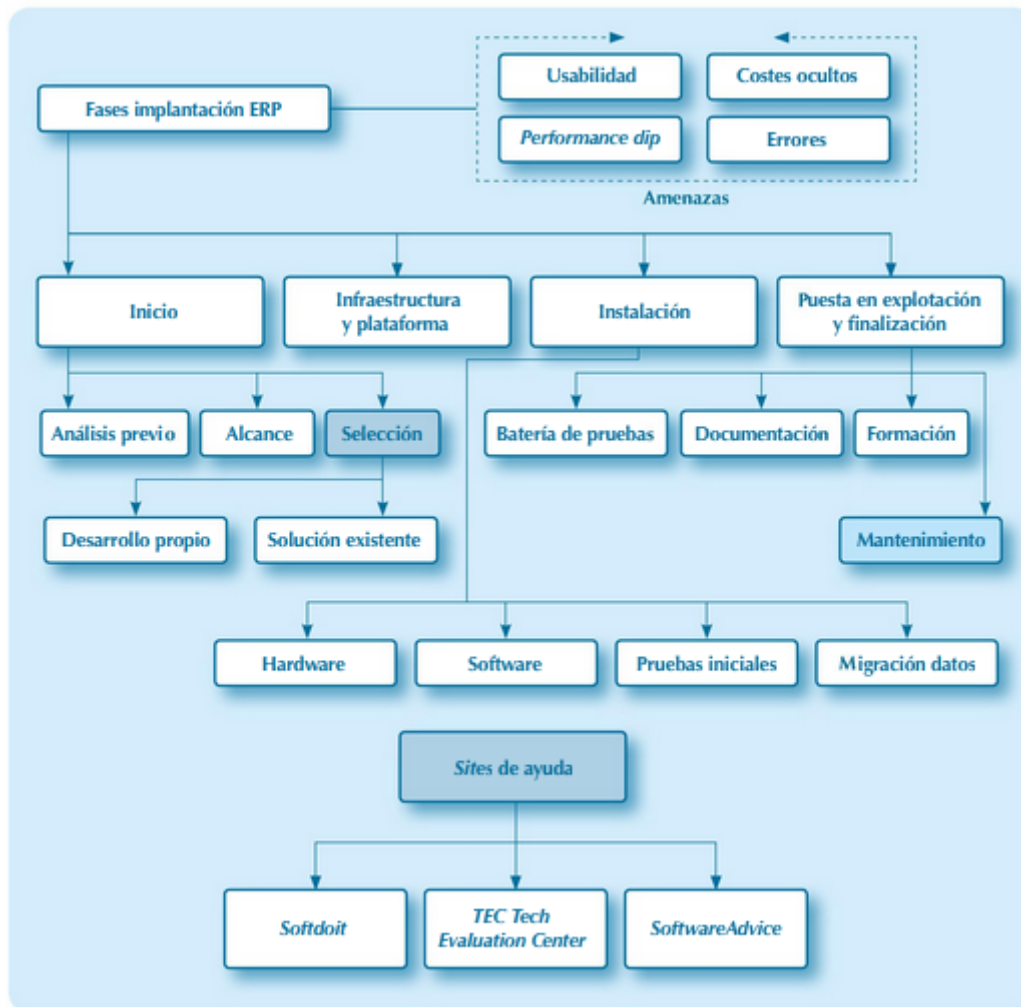 Usabilidad
Costes ocultos
Fases implantación ERP
Performance dip
Errores
Amenazas
Inicio
Infraestructura
y plataforma
Instalación
Puesta en explotación
y finalización
Análisis previo
Alcance
Selección
Batería de pruebas
Documentación
Formación
Desarrollo propio
Solución existente
Mantenimiento
Hardware
Software
Pruebas iniciales
Migración datos
Sites de ayuda
Softdoit
TEC Tech
Evaluation Center
SoftwareAdvice